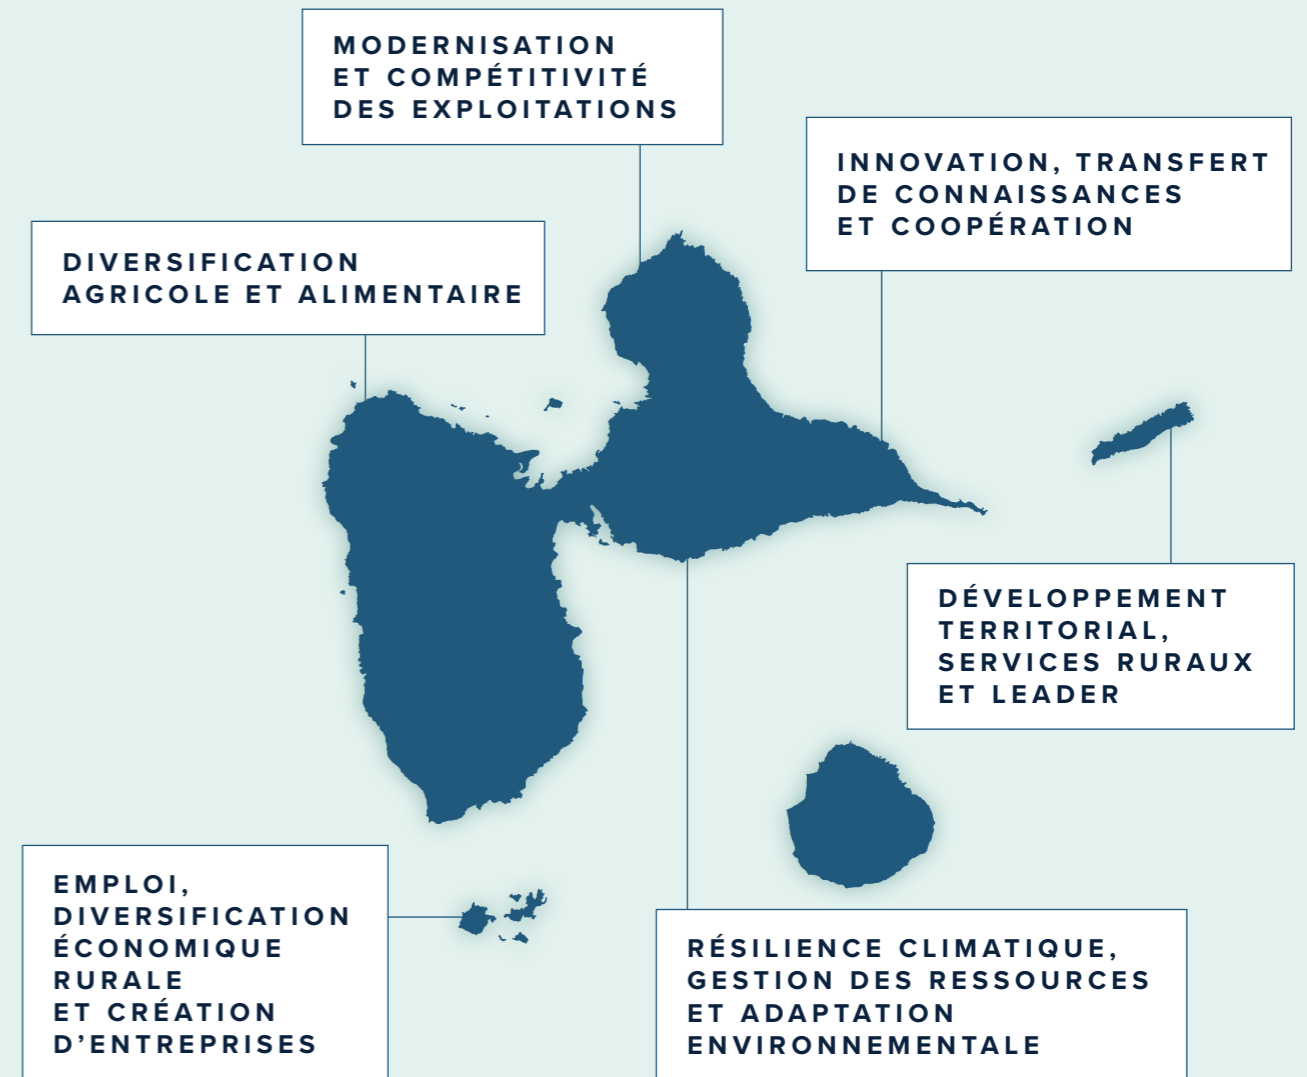 MODERNISATION
ET COMPÉTITIVITÉ
DES EXPLOITATIONS
INNOVATION, TRANSFERT
DE CONNAISSANCES
ET COOPÉRATION
DIVERSIFICATION
AGRICOLE ET ALIMENTAIRE
DÉVELOPPEMENT
TERRITORIAL,
SERVICES RURAUX
ET LEADER
EMPLOI,
DIVERSIFICATION
ÉCONOMIQUE
RURALE
ET CRÉATION
D’ENTREPRISES
RÉSILIENCE CLIMATIQUE,
GESTION DES RESSOURCES
ET ADAPTATION
ENVIRONNEMENTALE